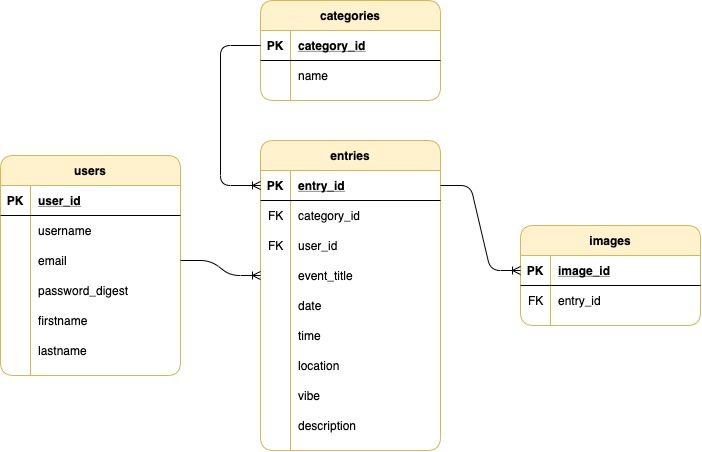 categories
PK category_id
name
users
PK user_id
username
email
password_digest
firstname
lastname
entries
PK entry_id
FK category_id
FK user_id
event_title
date
time
location
vibe
description
images
PK image_id
FK entry_id